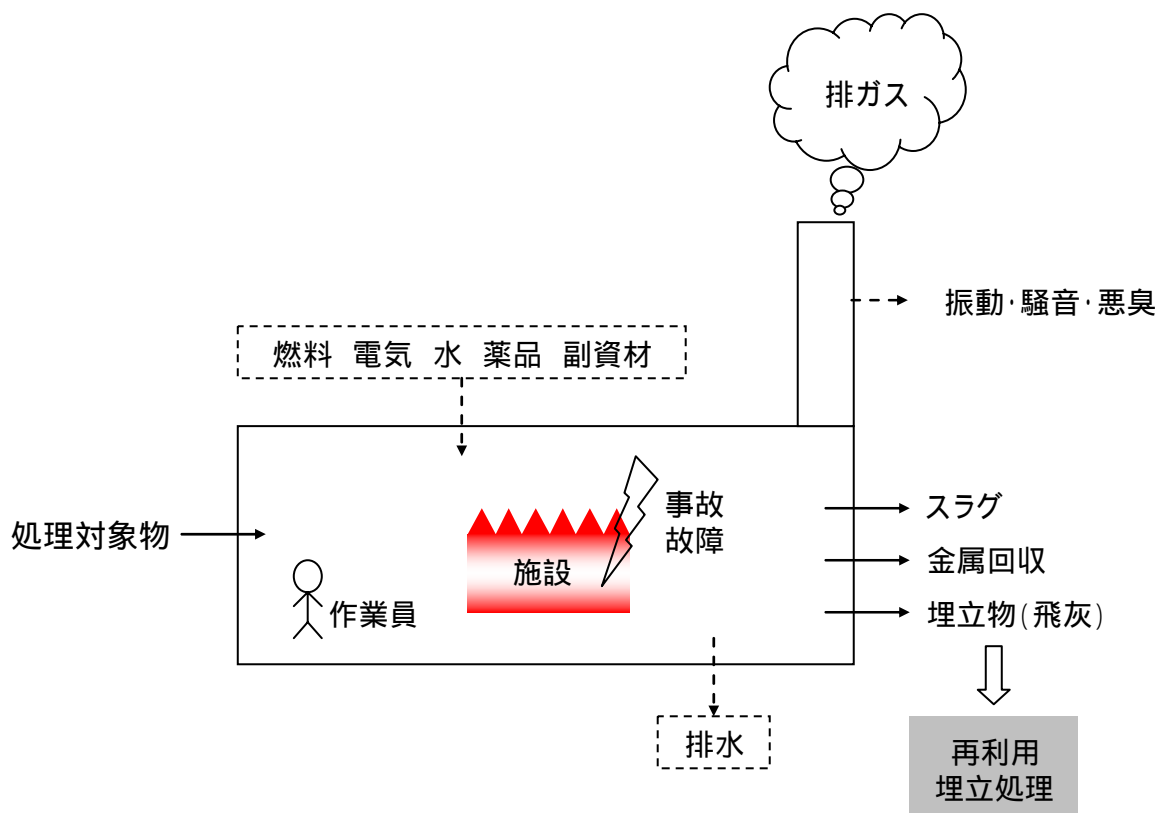 排ガス
振動・騒音・悪臭
燃料 電気 水 薬品 副資材
処理対象物
作業員
施設
事故
故障
スラグ
金属回収
埋立物(飛灰)
排水
再利用
埋立処理